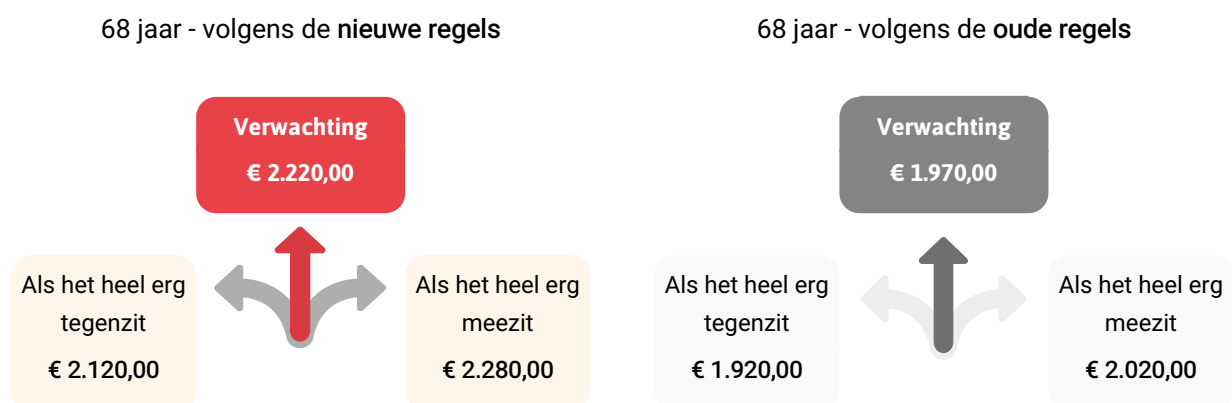 68 jaar - volgens de nieuwe regels
Verwachting
€ 2.220,00
Als het heel erg
tegenzit
€ 2.120,00
Als het heel erg
meezit
€ 2.280,00
68 jaar - volgens de oude regels
Verwachting
€ 1.970,00
Als het heel erg
tegenzit
€ 1.920,00
Als het heel erg
meezit
€ 2.020,00